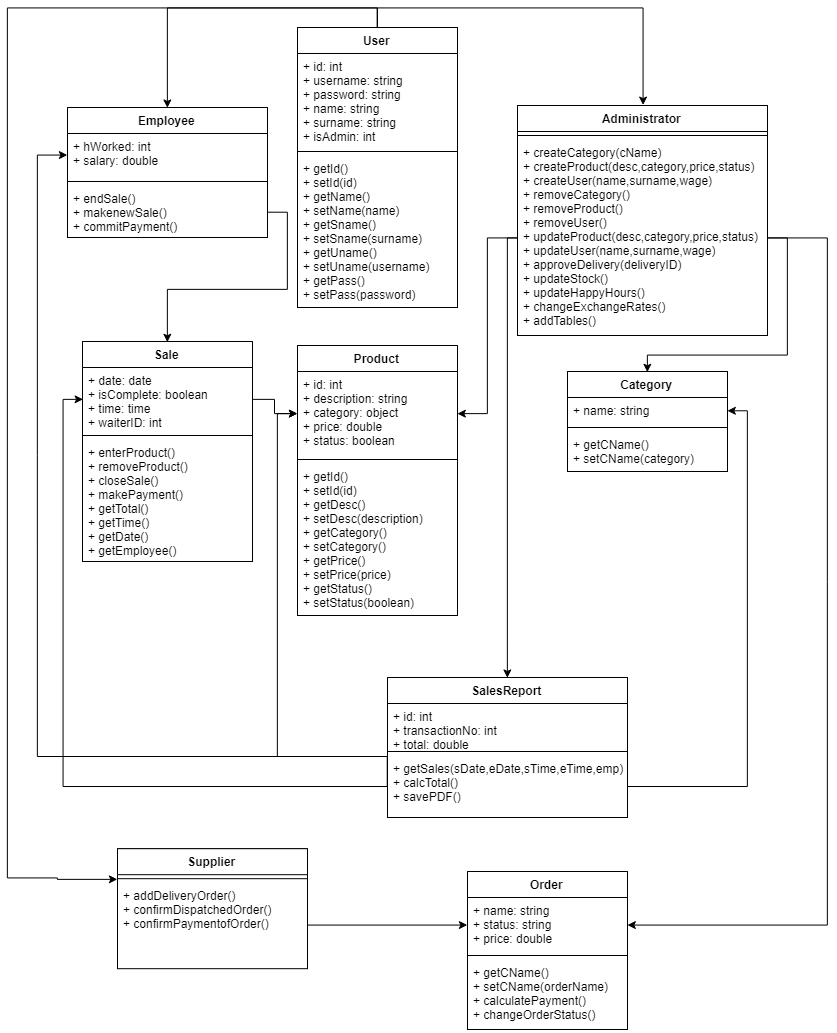 User
+ id: int
+ username: string
+ password: string
+ name: string
+ surname: string
+ isAdmin: int
+ getId()
+ setId(id)
+ getName()
+ setName(name)
+ getSname()
+ setSname(surname)
+ getUname()
+ setUname(username)
+ getPass()
+ setPass(password)
Employee
+ hWorked: int
+ salary: double
+ endSale()
+ makenewSale()
+ commitPayment()
Administrator
+ createCategory(cName)
+ createProduct(desc,category,price,status)
+ createUser(name,surname,wage)
+ removeCategory()
+ removeProduct()
+ removeUser()
+ updateProduct(desc,category,price,status)
+ updateUser(name,surname,wage)
+ approveDelivery(deliveryID)
+ updateStock()
+ updateHappyHours()
+ changeExchangeRates()
+ addTables()
Sale
+ date: date
+ isComplete: boolean
+ time: time
+ waiterID: int
+ enterProduct()
+ removeProduct()
+ closeSale()
+ makePayment()
+ getTotal()
+ getTime()
+ getDate()
+ getEmployee()
Product
+ id: int
+ description: string
+ category: object
+ price: double
+ status: boolean
+ getId()
+ setId(id)
+ getDesc()
+ setDesc(description)
+ getCategory()
+ setCategory()
+ getPrice()
+ setPrice(price)
+ getStatus()
+ setStatus(boolean)
Category
+ name: string
+ getCName()
+ setCName(category)
SalesReport
+ id: int
+ transactionNo: int
+ total: double
+ getSales(sDate,eDate,sTime,eTime,emp)
+ calcTotal()
+ savePDF()
Supplier
+ addDeliveryOrder()
+ confirmDispatchedOrder()
+ confirmPaymentofOrder()
Order
+ name: string
+ status: string
+ price: double
+ getCName()
+ setCName(orderName)
+ calculatePayment()
+ changeOrderStatus()